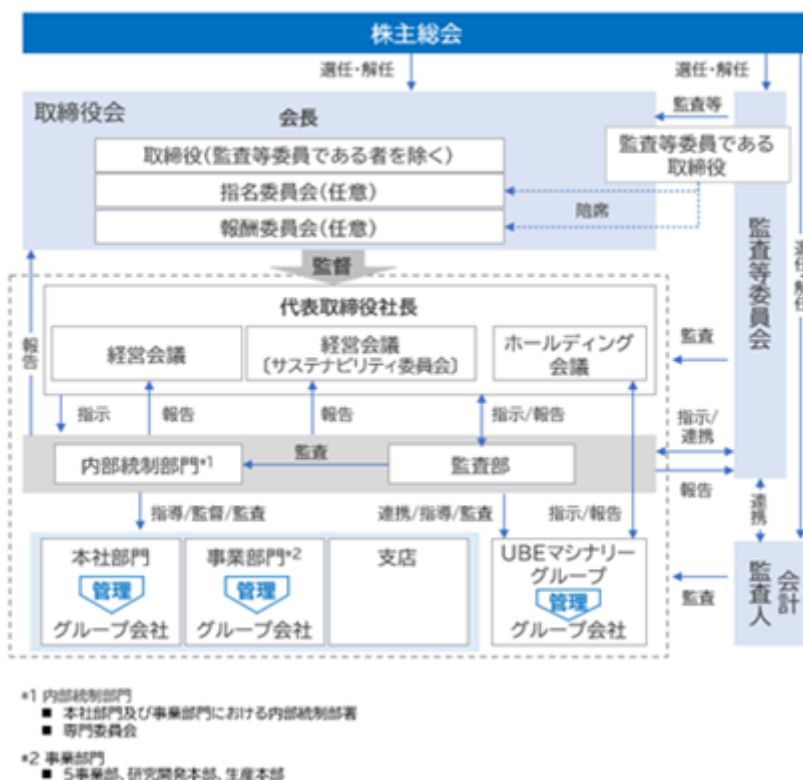 株主総会
選任・解任
選任・解任
取締役会
会長
監査等
取締役(監査等委員である者を除く)
監査等委員である
取締役
指名委員会(任意)
陪席
報酬委員会(任意)
監査等委員会
選任・解任
監督
代表取締役社長
報告
経営会議
経営会議
〔サステナビリティ委員会〕
ホールディング
会議
監査
指示
報告
報告
指示/報告
指示/
連携
内部統制部門*1
監査
監査部
報告
指導/監督/監査
連携/指導/監査
指示/報告
連携
本社部門
管理
グループ会社
事業部門*2
管理
グループ会社
支店
UBEマシナリー
グループ
管理
グループ会社
監査
会計
監査人
*1 内部統制部門
■ 本社部門及び事業部門における内部統制部署
■ 専門委員会
*2 事業部門
■ 5事業部、研究開発本部、生産本部